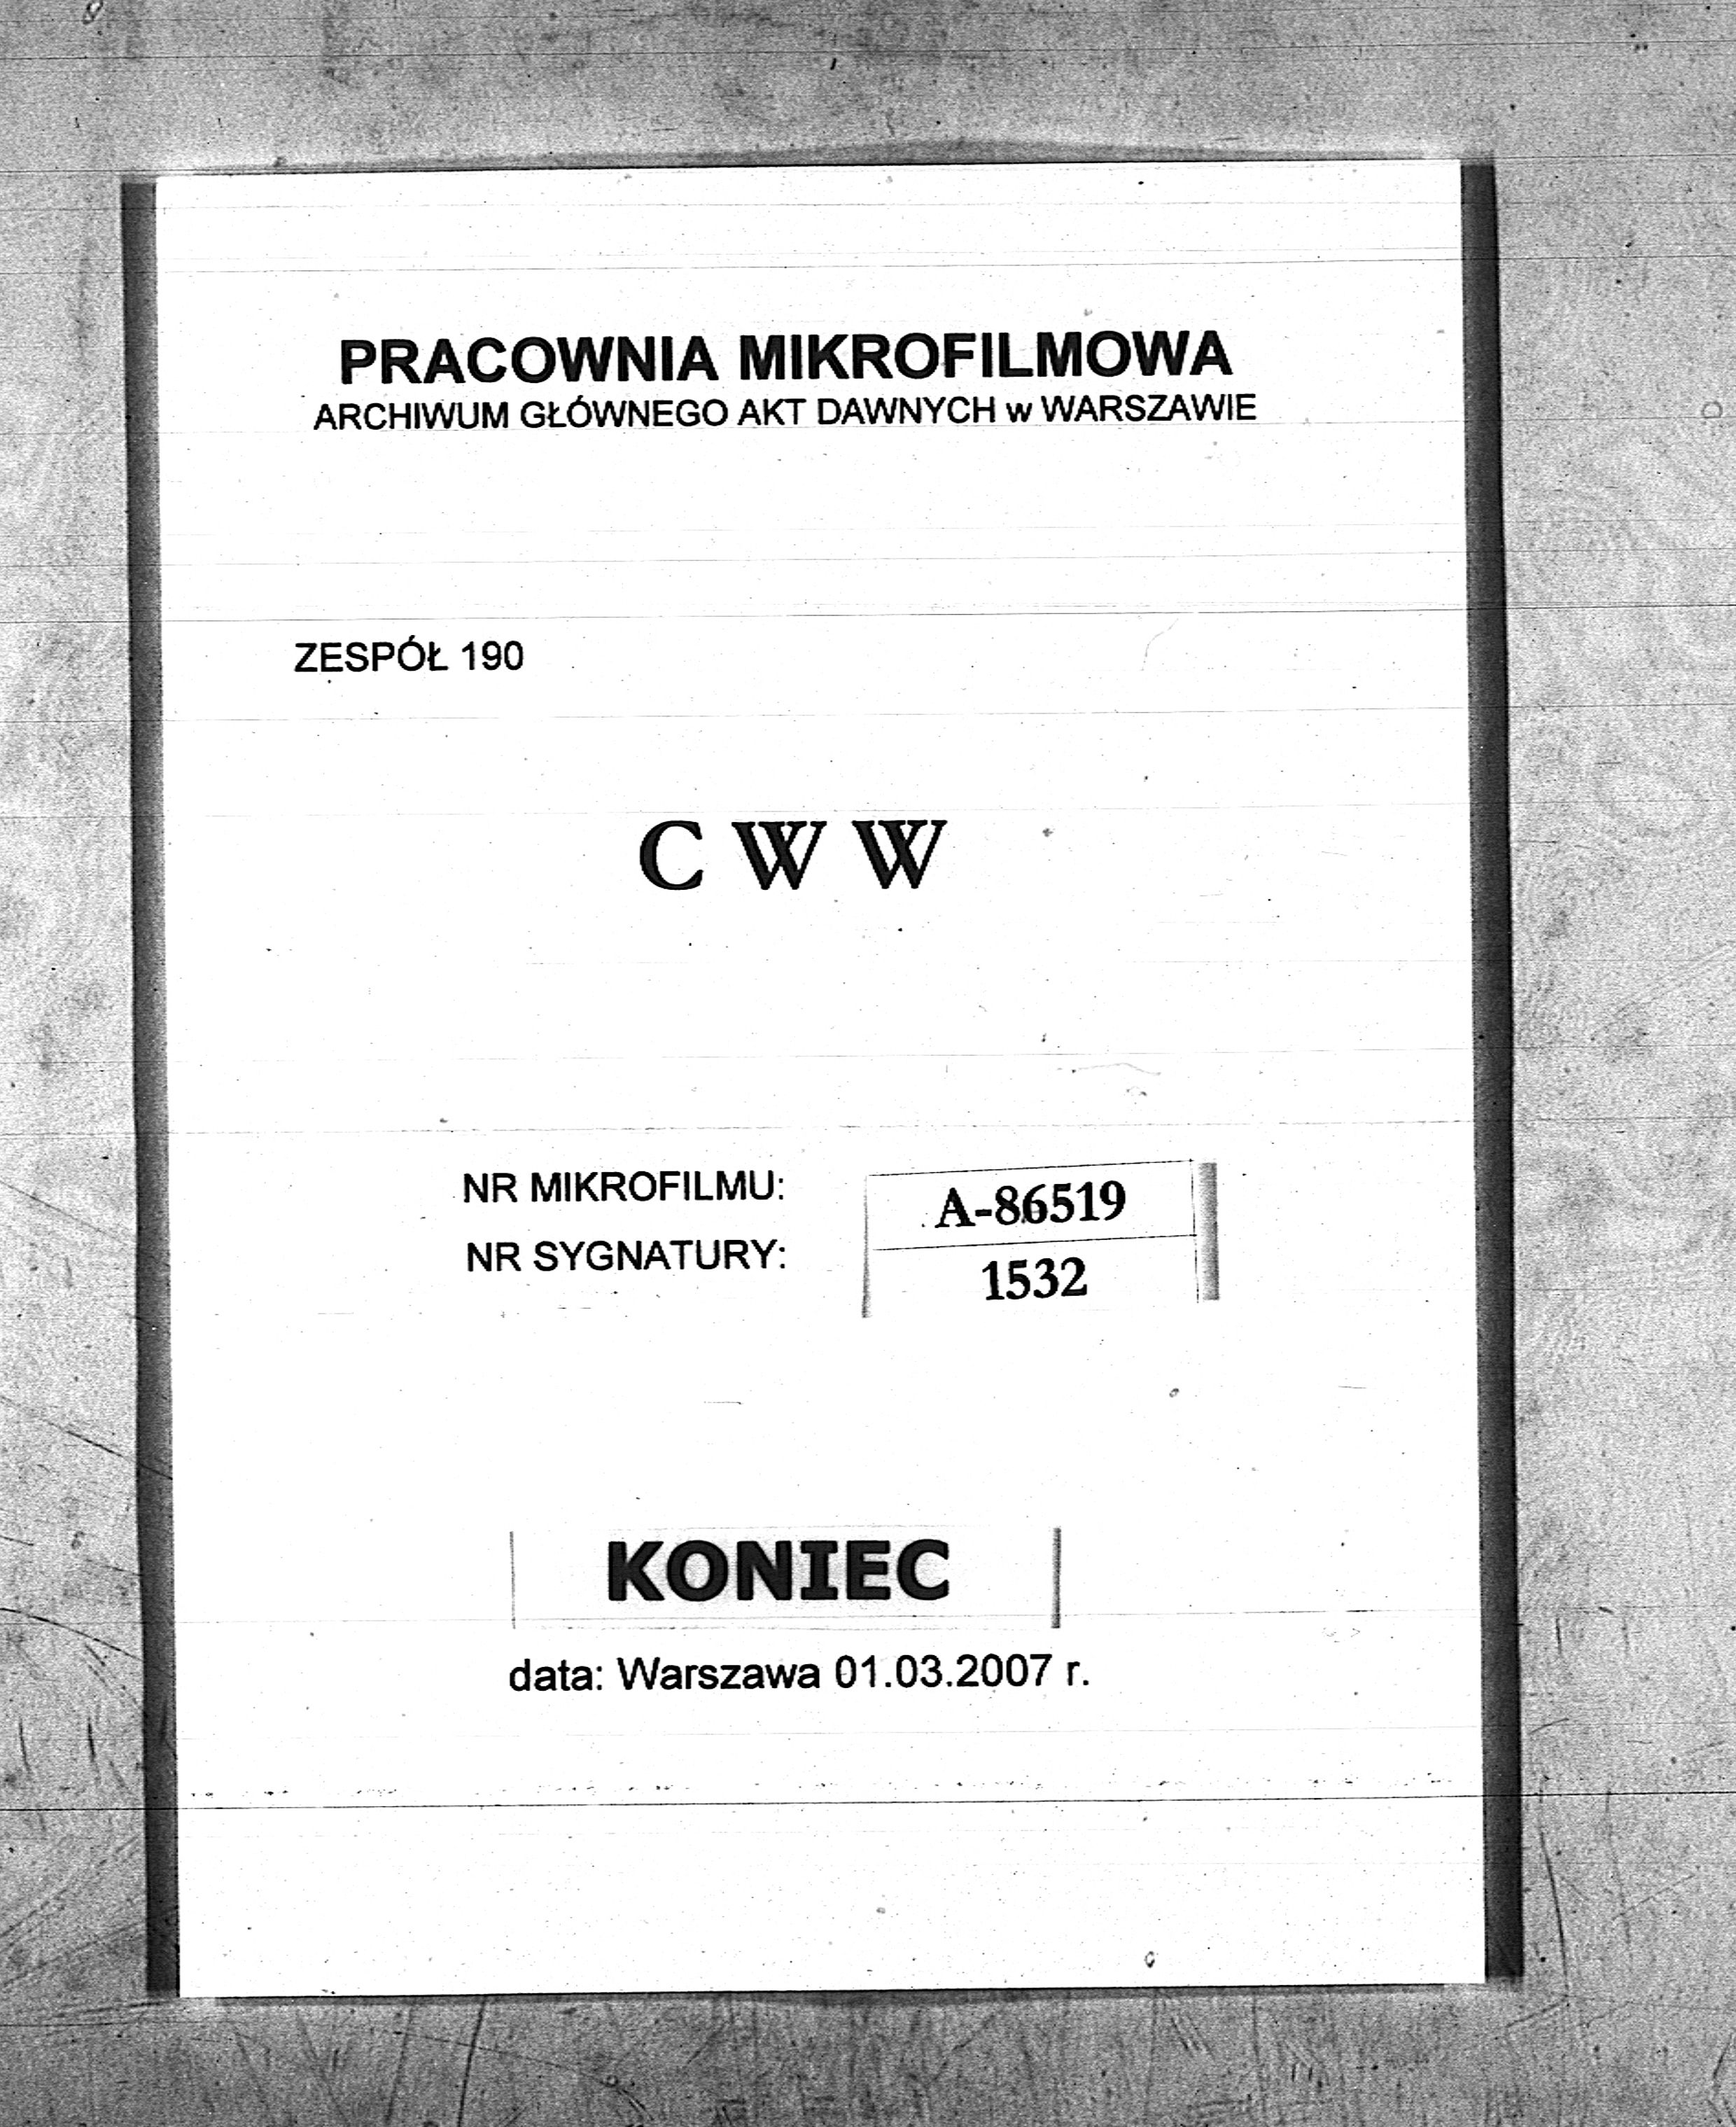 PRACOWNIA MIKROFILMOWA
ARCHIWUM GŁÓWNEGO AKT DAWNYCH w WARSZAWIE
ZESPÓŁ 190
C W W
NR MIKROFILMU: A-86519
NR SYGNATURY: 1532
KONIEC
data: Warszawa 01.03.2007 r.